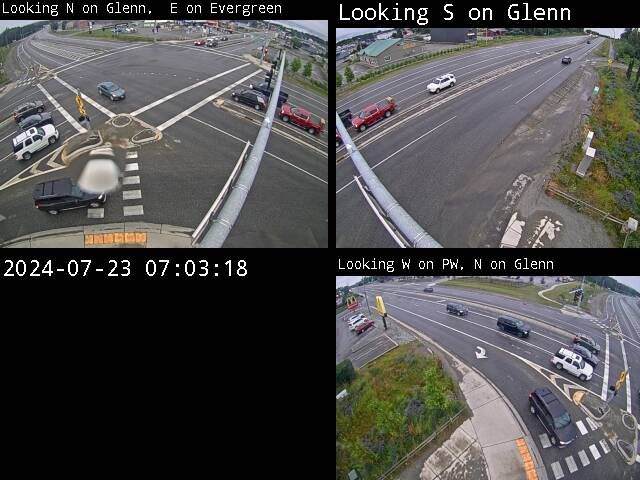 Looking N on Glenn,  E on Evergreen
Looking S on Glenn
2024-07-23 07:03:18
Looking W on PW, N on Glenn